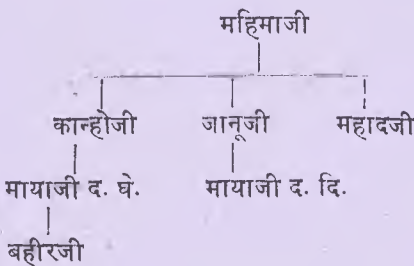 महिमाजी
कान्होजी जानूजी महादजी
मायाजी द. घे. मायाजी द. दि.
बहीरजी